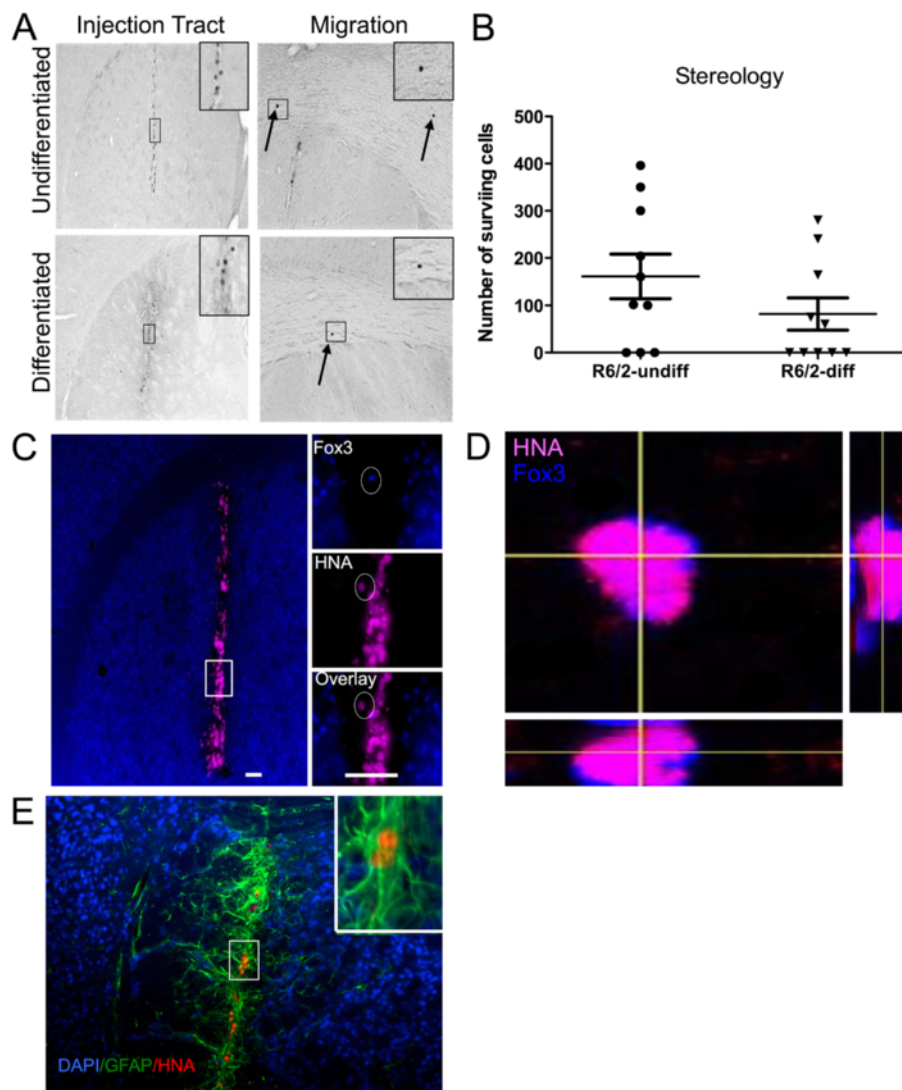 A
Injection Tract
Migration
Undifferentiated
Differentiated
B
Stereology
Number of surviing cells
500
400
300
200
100
0
R6/2-undiff
R6/2-diff
C
Fox3
HNA
Overlay
D
HNA
Fox3
E
DAPI/GFAP/HNA